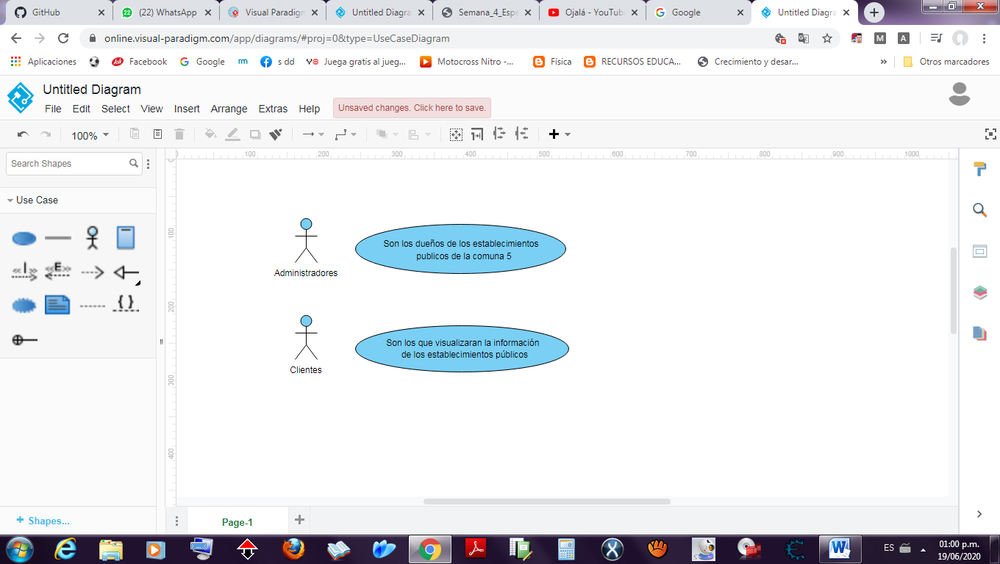 GitHub
(22) WhatsApp
Visual Paradigm
Untitled Diagra
Semana_4_Espe
Ojalá - YouTub
Google
Untitled Diagra
online.visual-paradigm.com/app/diagrams/#proj=0&type=UseCaseDiagram
M
A
Aplicaciones
Ask
Facebook
Google
rm
s dd
Y8
Juega gratis al jueg...
Motocross Nitro -...
Física
RECURSOS EDUCA...
Crecimiento y desar...
»
Otros marcadores
Untitled Diagram
File
Edit
Select
View
Insert
Arrange
Extras
Help
Unsaved changes. Click here to save.
100%
Search Shapes
0
100
200
300
400
500
600
700
800
900
1000
Use Case
<<I>>
<<E>>
{ }
0
100
200
300
400
Administradores
Son los dueños de los establecimientos
publicos de la comuna 5
Clientes
Son los que visualizaran la información
de los establecimientos públicos
+ Shapes...
Page-1
ES
01:00 p.m.
19/06/2020